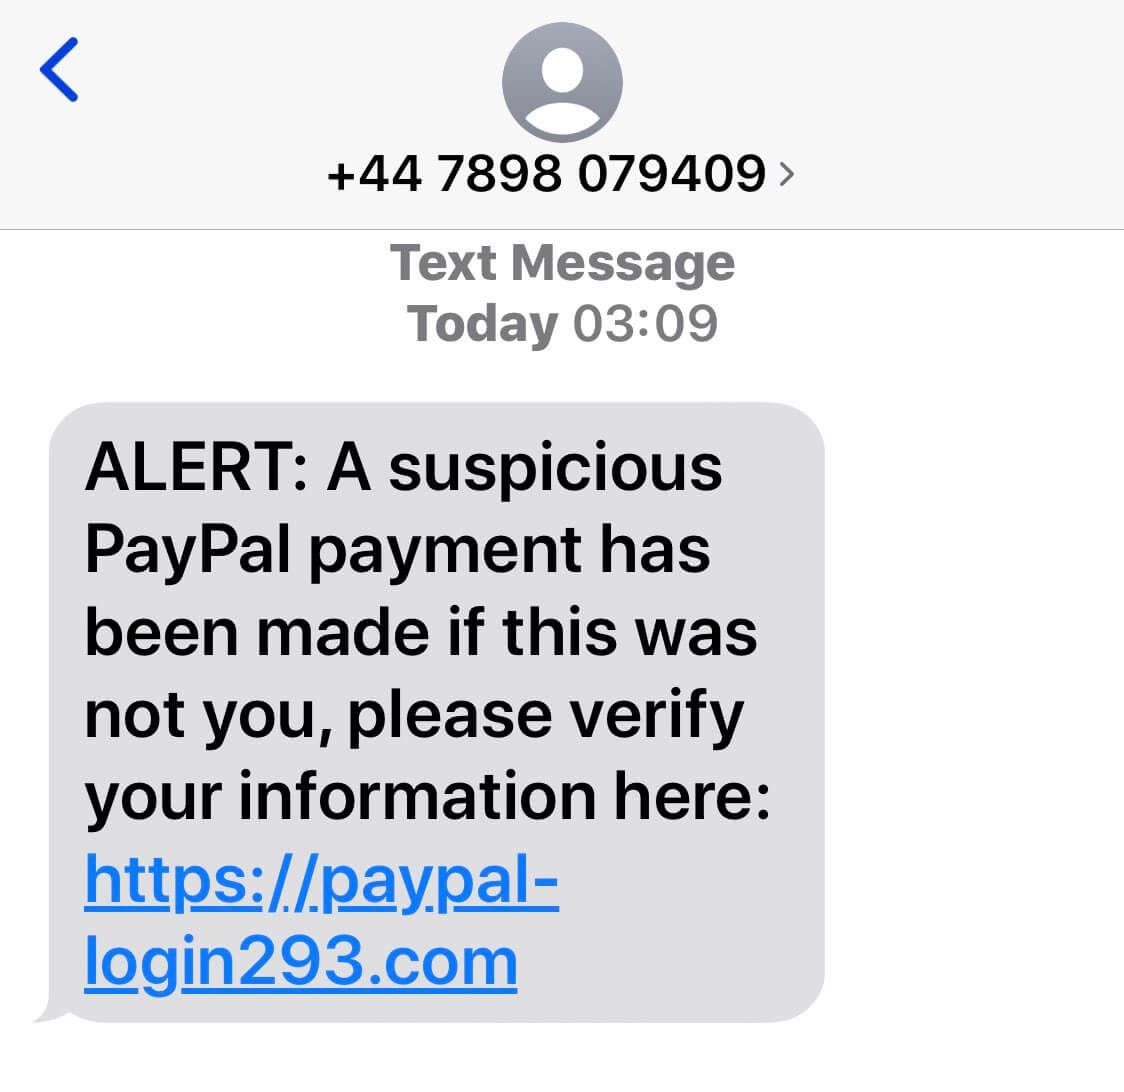 +44 7898 079409 >
Text Message
Today 03:09
ALERT: A suspicious
PayPal payment has
been made if this was
not you, please verify
your information here:
https://paypal-
login293.com